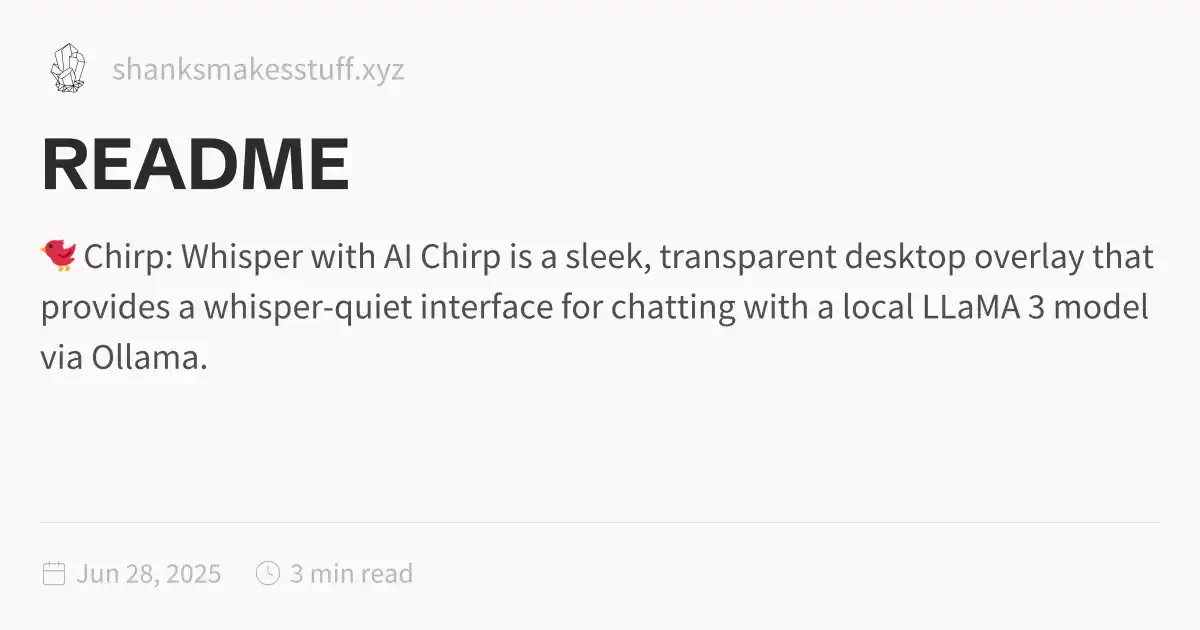 shanksmakesstuff.xyz
README
🐦 Chirp: Whisper with AI Chirp is a sleek, transparent desktop overlay that
provides a whisper-quiet interface for chatting with a local LLaMA 3 model
via Ollama.
Jun 28, 2025 3 min read